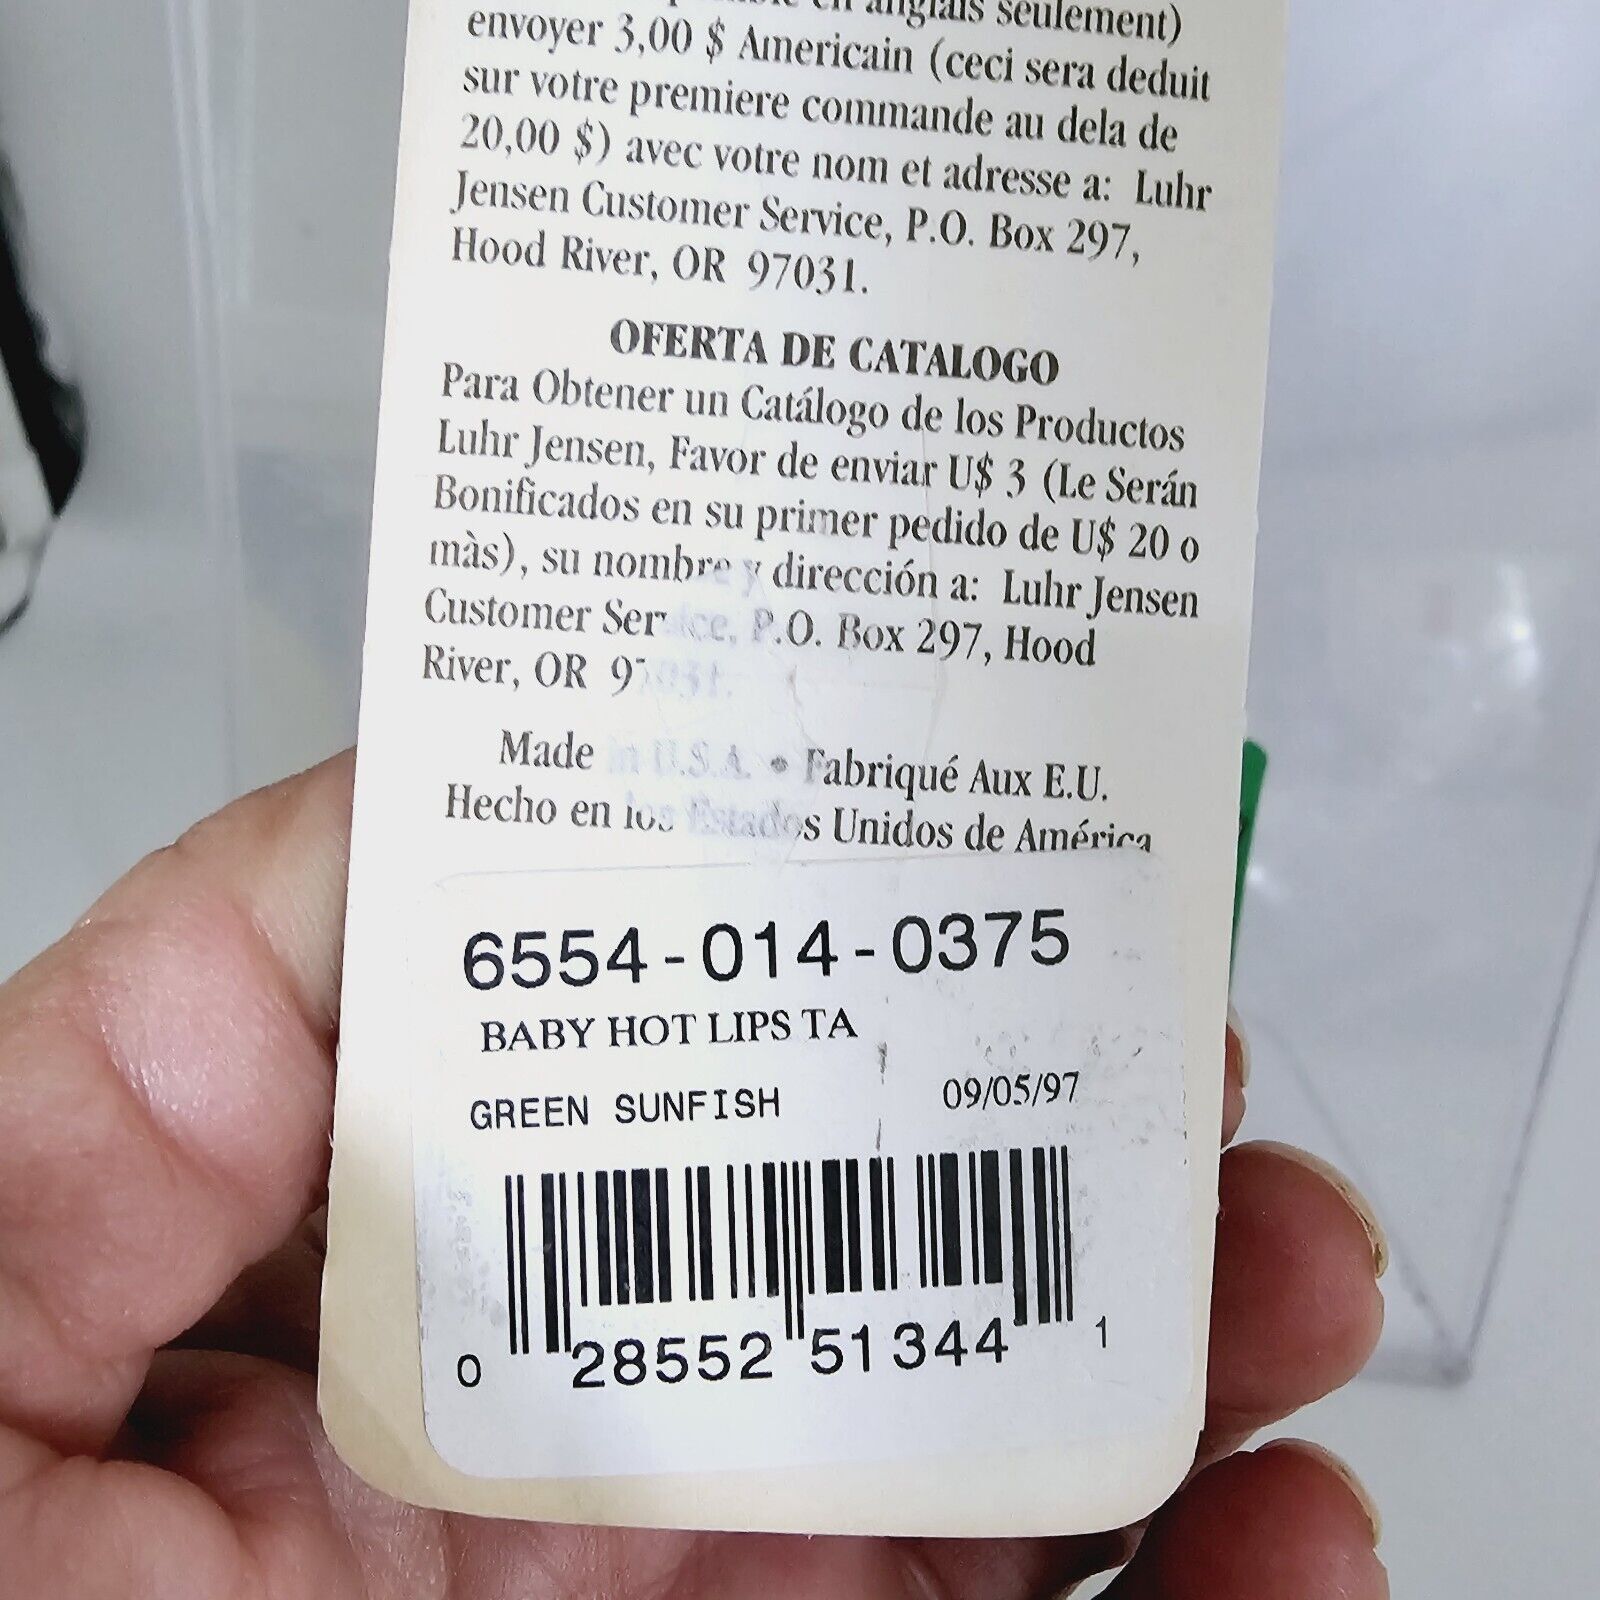 en anglais seulement)
envoyer 3,00 $ Americain (ceci sera deduit
sur votre premiere commande au dela de
20,00 $) avec votre nom et adresse a: Luhr
Jensen Customer Service, P.O. Box 297,
Hood River, OR 97031.
OFERTA DE CATALOGO
Para Obtener un Catálogo de los Productos
Luhr Jensen, Favor de enviar U$ 3 (Le Serán
Bonificados en su primer pedido de U$ 20 o
màs), su nombre y dirección a: Luhr Jensen
Customer Service, P.O. Box 297, Hood
River, OR 97031.
Made in U.S.A. • Fabriqué Aux E.U.
Hecho en los Estados Unidos de América
6554-014-0375
BABY HOT LIPS TA
GREEN SUNFISH 09/05/97
0 28552 51344 1